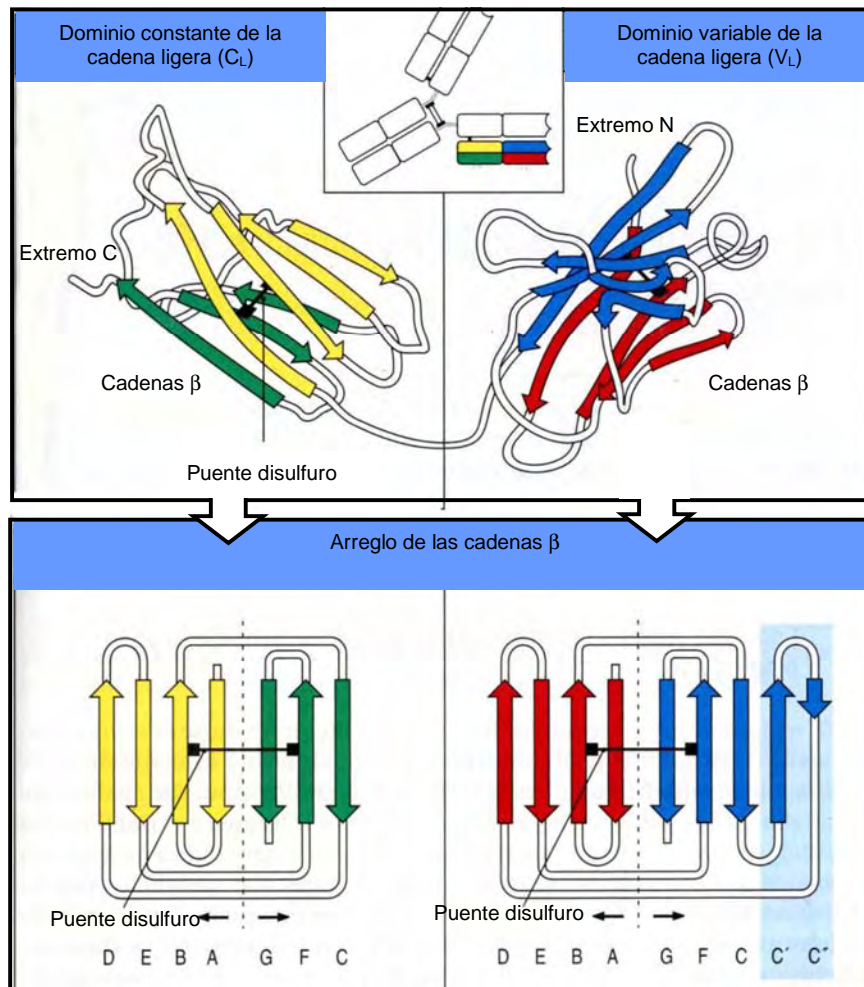 Dominio constante de la
cadena ligera (CL)
Dominio variable de la
cadena ligera (VL)
Extremo N
Extremo C
Cadenas β
Cadenas β
Puente disulfuro
Arreglo de las cadenas β
Puente disulfuro
Puente disulfuro
D E B A G F C
D E B A G F C C´ C˝